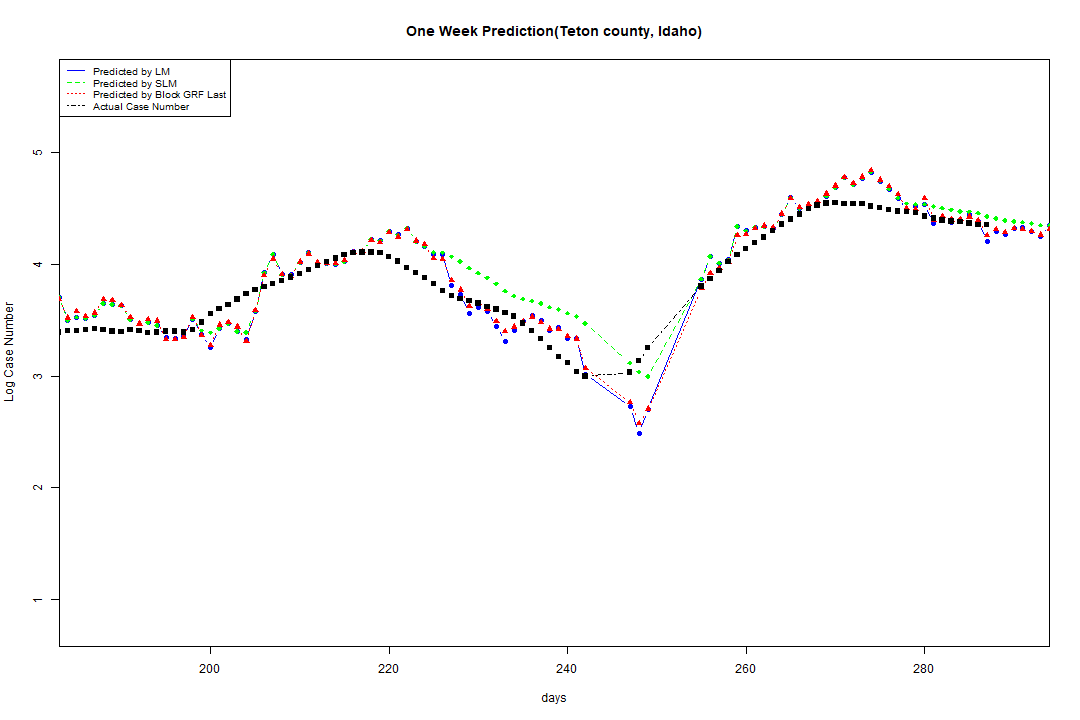 One Week Prediction(Teton county, Idaho)
Predicted by LM
Predicted by SLM
Predicted by Block GRF Last
Actual Case Number
5
4
3
2
1
Log Case Number
200 220 240 260 280
days